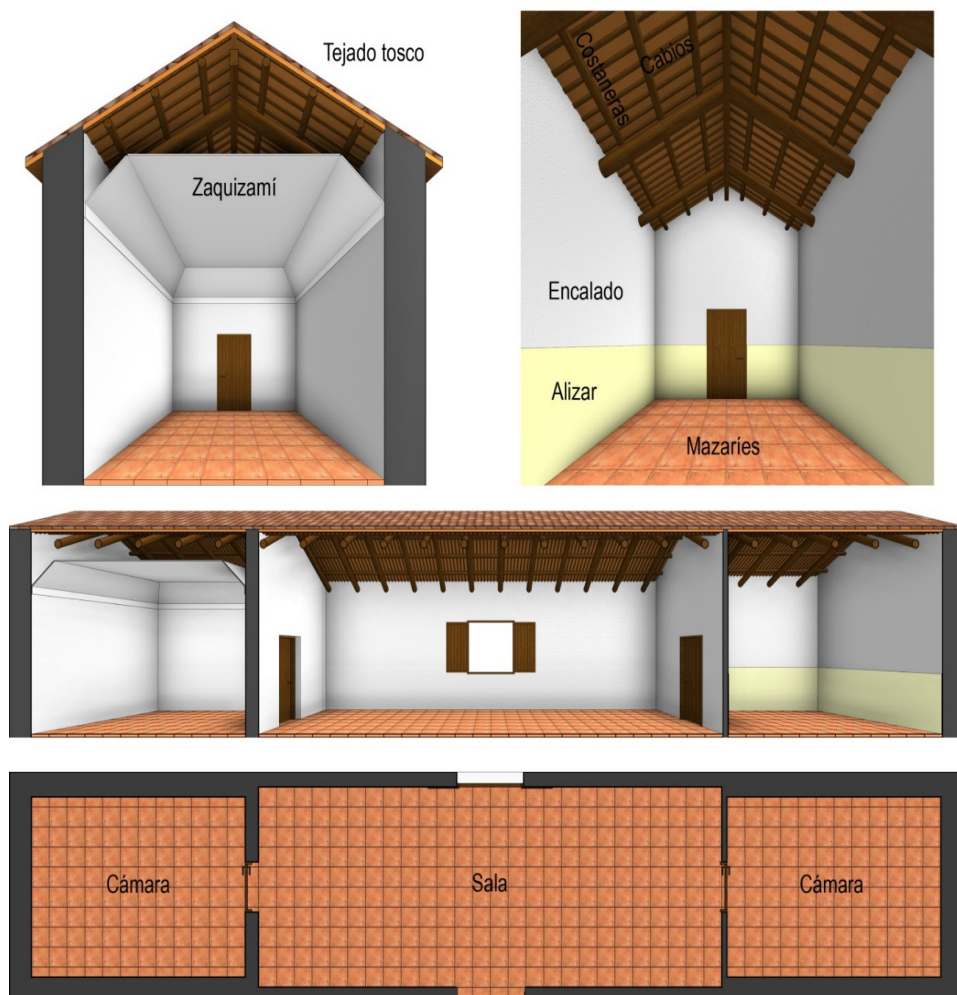 Tejado tosco
Zaquizamí
Costaneras
Cabios
Encalado
Alizar
Mazaríes
Cámara
Sala
Cámara